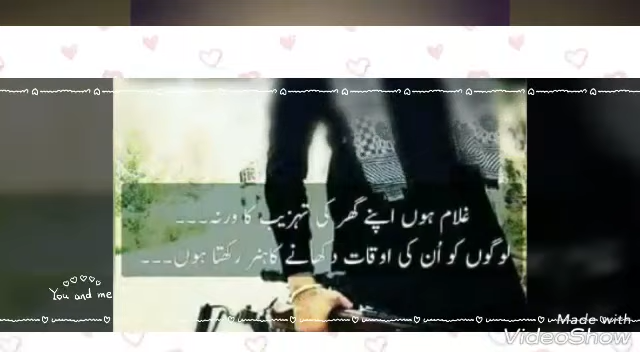 غلام ہوں اپنے گھر کی تہزیب کا ورنہ۔۔۔
لوگوں کو اُن کی اوقات دکھانے کا ہنر رکھتا ہوں۔۔۔
You and me
Made with
VideoShow